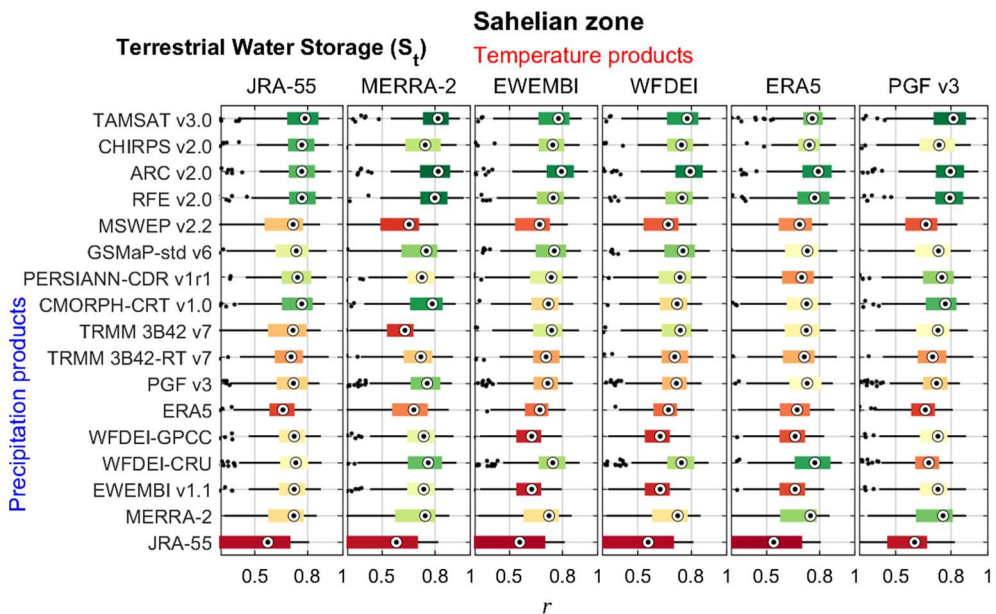 Sahelian zone
Terrestrial Water Storage (St)
Temperature products
JRA-55 MERRA-2 EWEMBI WFDEI ERA5 PGF v3
Precipitation products
TAMSAT v3.0
CHIRPS v2.0
ARC v2.0
RFE v2.0
MSWEP v2.2
GSMaP-std v6
PERSIANN-CDR v1r1
CMORPH-CRT v1.0
TRMM 3B42 v7
TRMM 3B42-RT v7
PGF v3
ERA5
WFDEI-GPCC
WFDEI-CRU
EWEMBI v1.1
MERRA-2
JRA-55
0.5 0.8 1 0.5 0.8 1 0.5 0.8 1 0.5 0.8 1 0.5 0.8 1 0.5 0.8 1
r